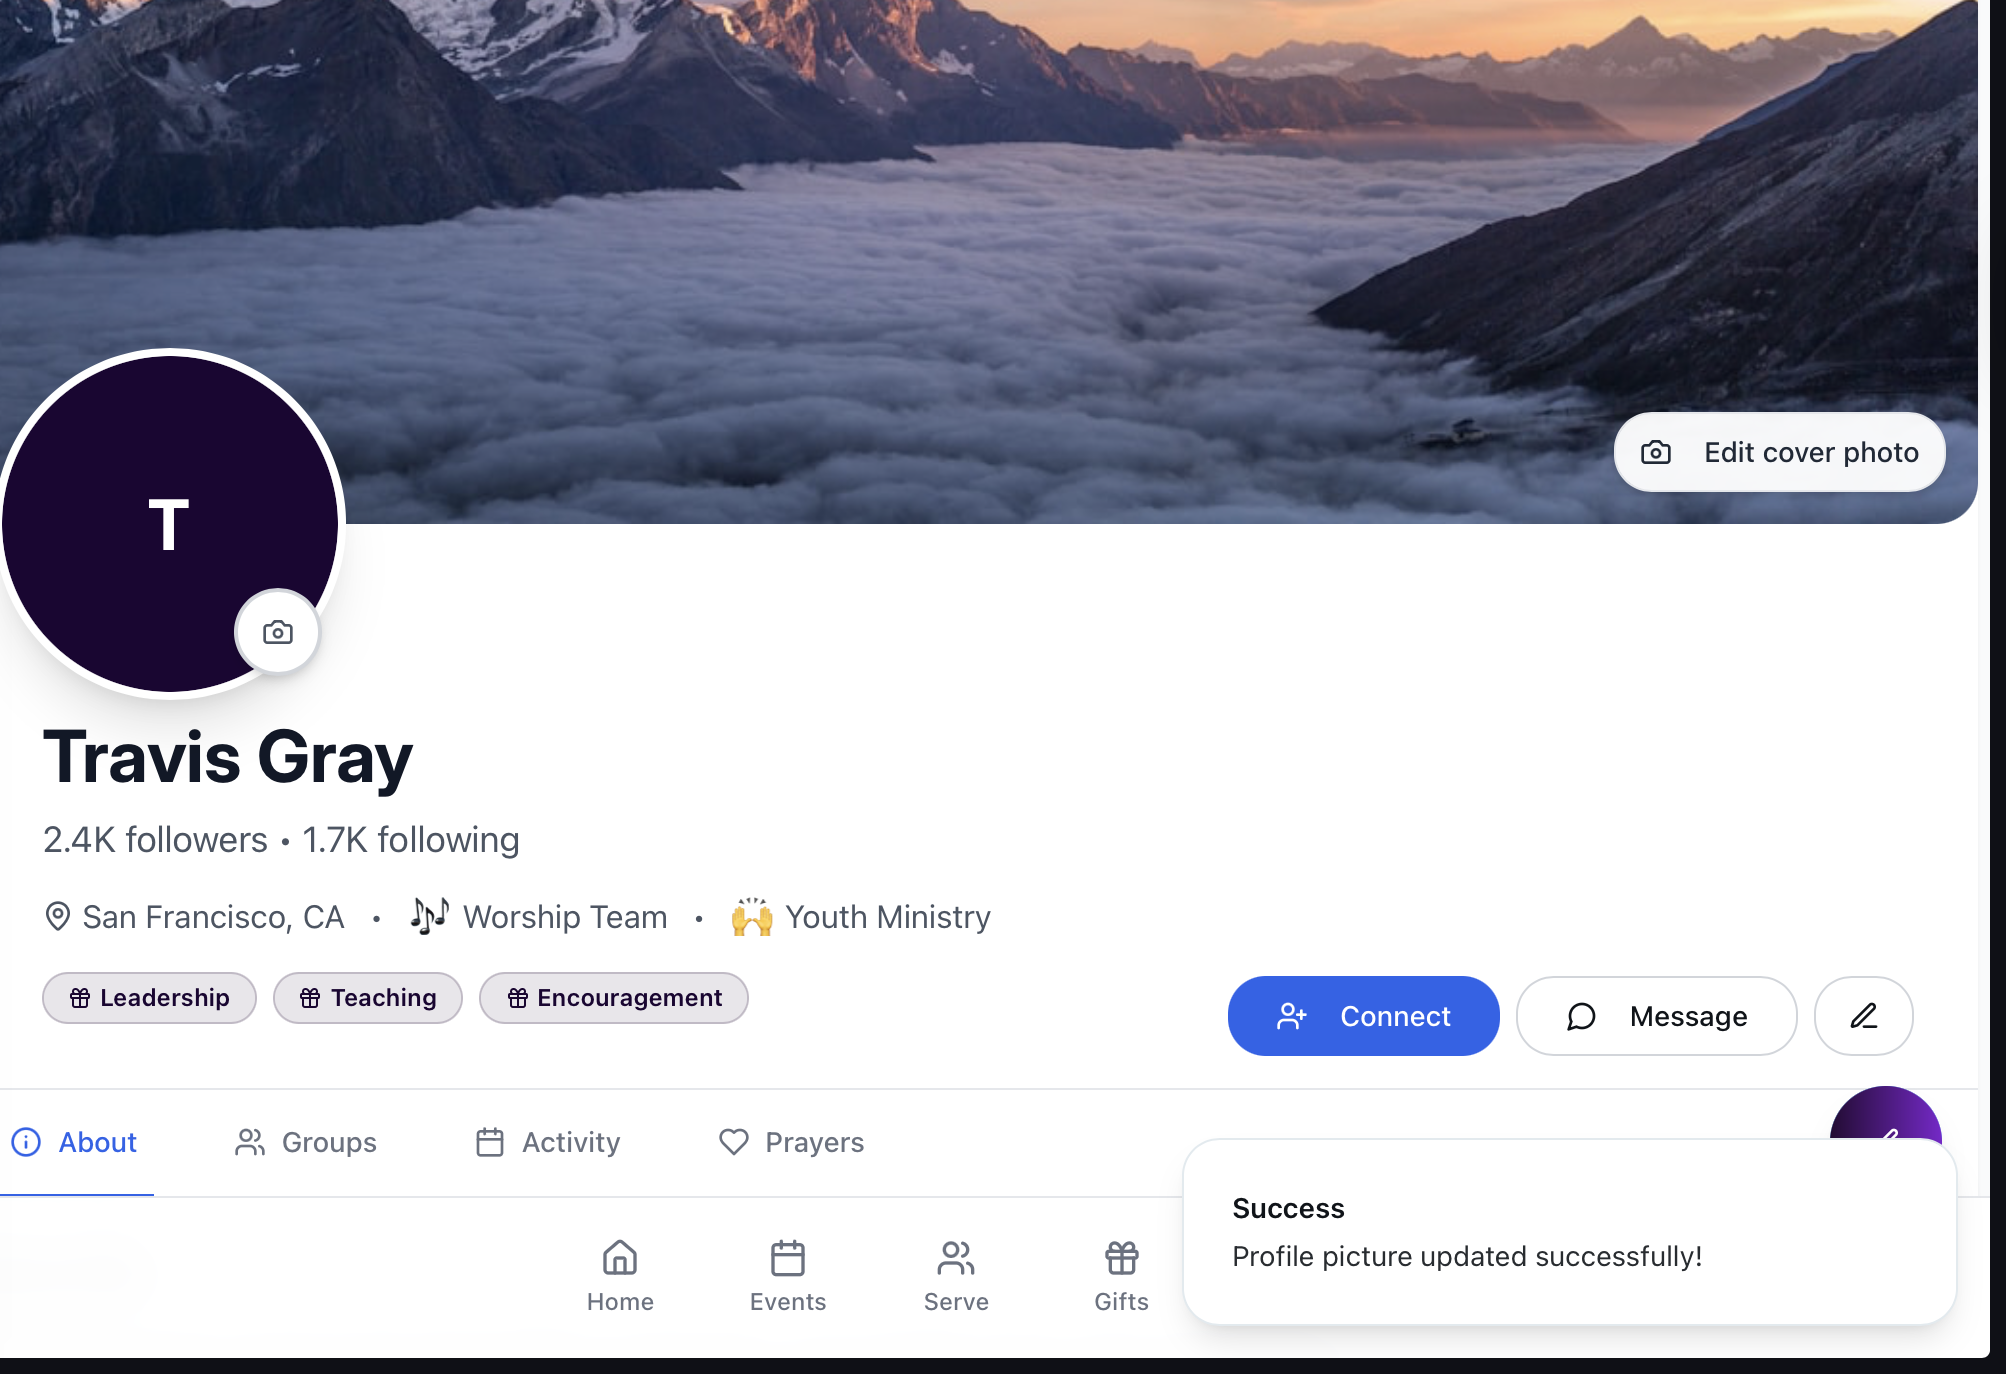 Edit cover photo
T
Travis Gray
2.4K followers • 1.7K following
San Francisco, CA • 🎶 Worship Team • 🙌 Youth Ministry
Leadership Teaching Encouragement
Connect Message
About Groups Activity Prayers
Success
Profile picture updated successfully!
Home Events Serve Gifts